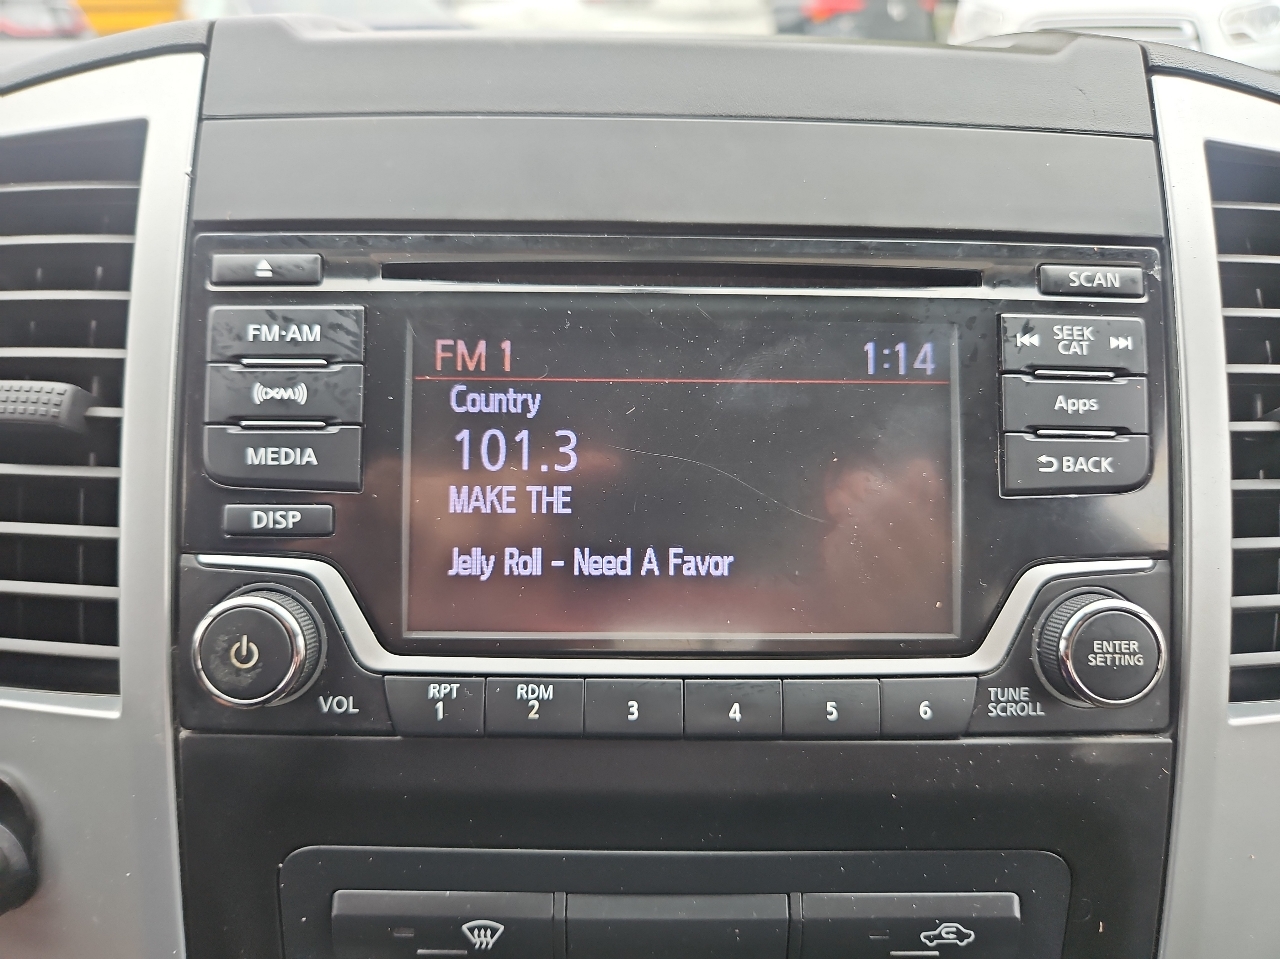 SCAN
FM·AM
SEEK
CAT
FM 1 1:14
XM
Country
Apps
101.3
MEDIA
BACK
MAKE THE
DISP
Jelly Roll - Need A Favor
ENTER
SETTING
VOL
RPT
1
RDM
2
3
4
5
6
TUNE
SCROLL